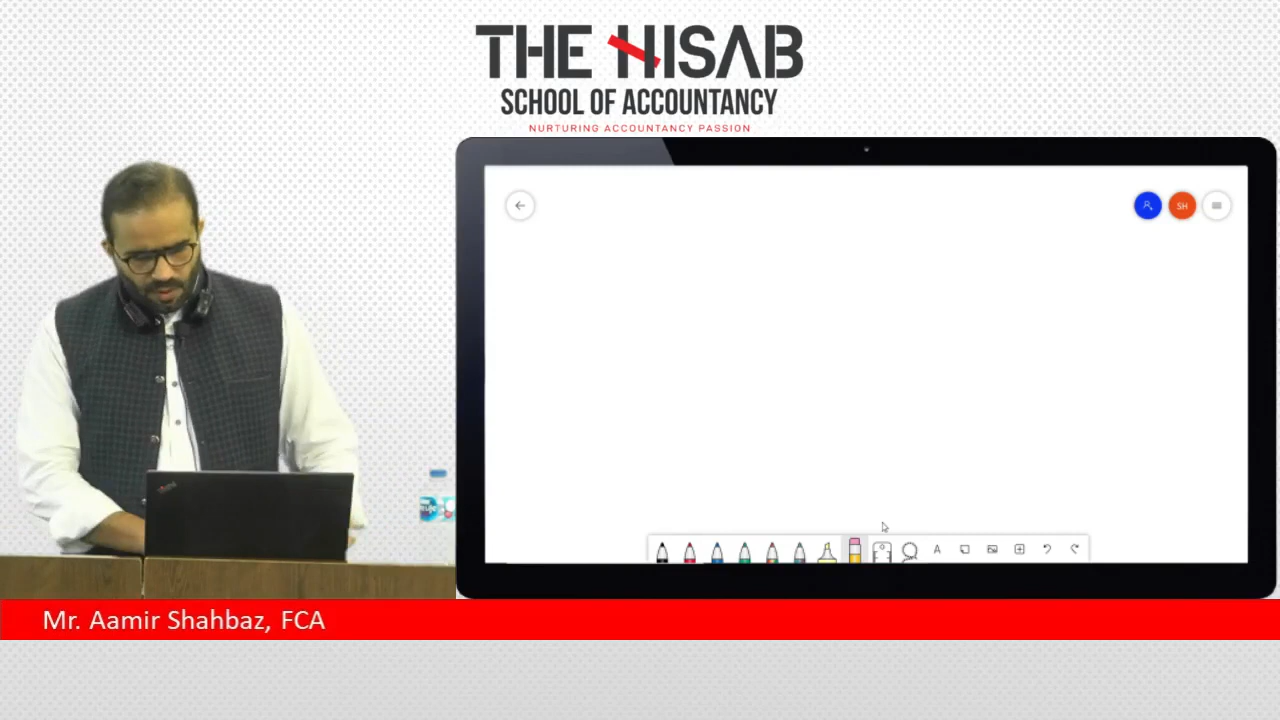 THE HISAB
SCHOOL OF ACCOUNTANCY
NURTURING ACCOUNTANCY PASSION
SH
A
Mr. Aamir Shahbaz, FCA